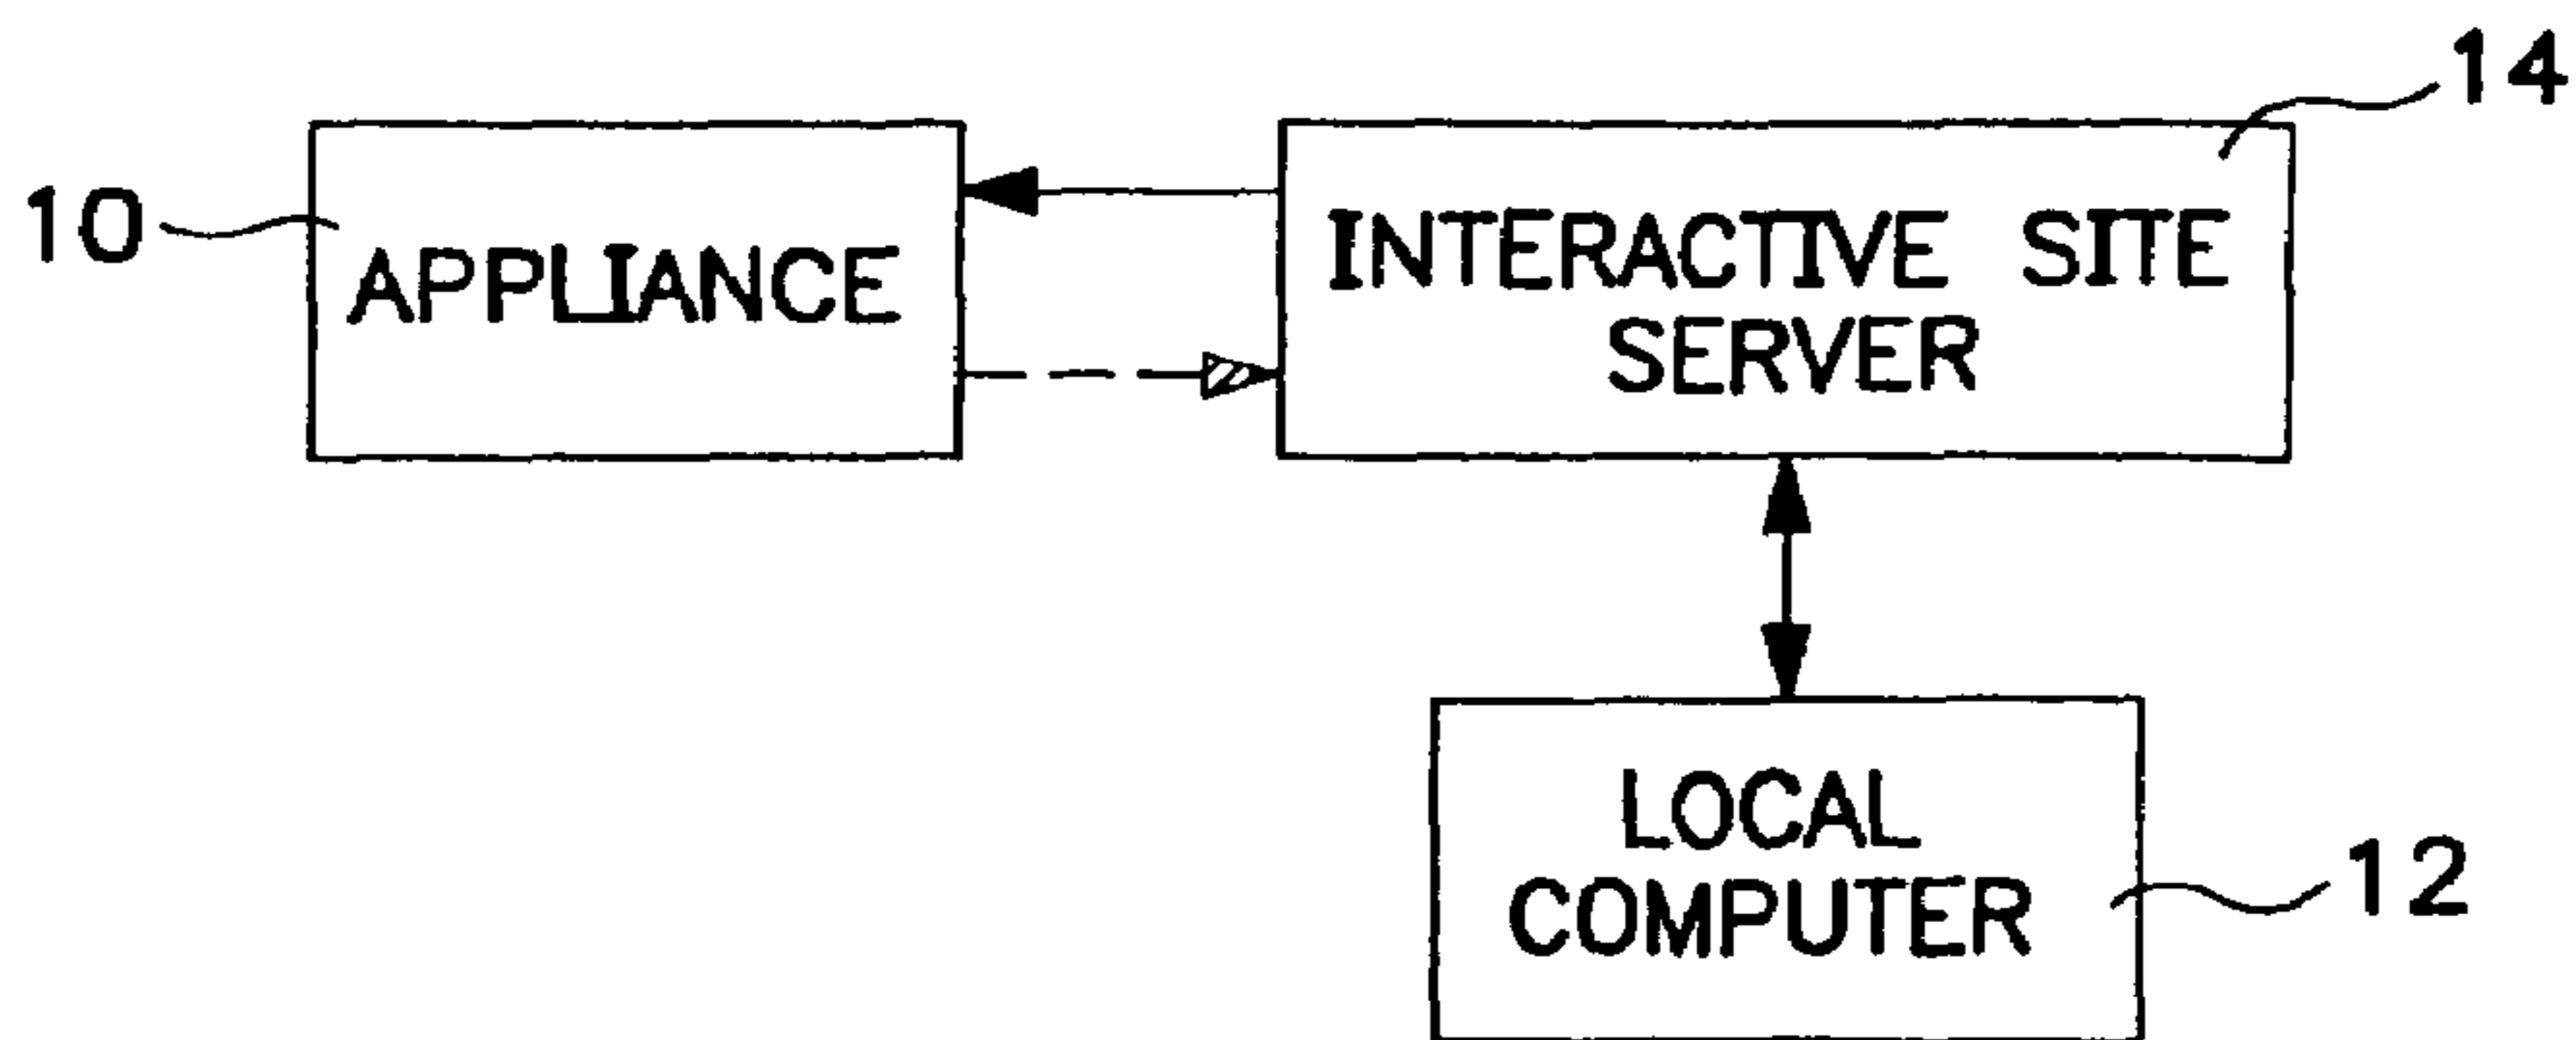 14
10
APPLIANCE
INTERACTIVE SITE
SERVER
LOCAL
COMPUTER
12